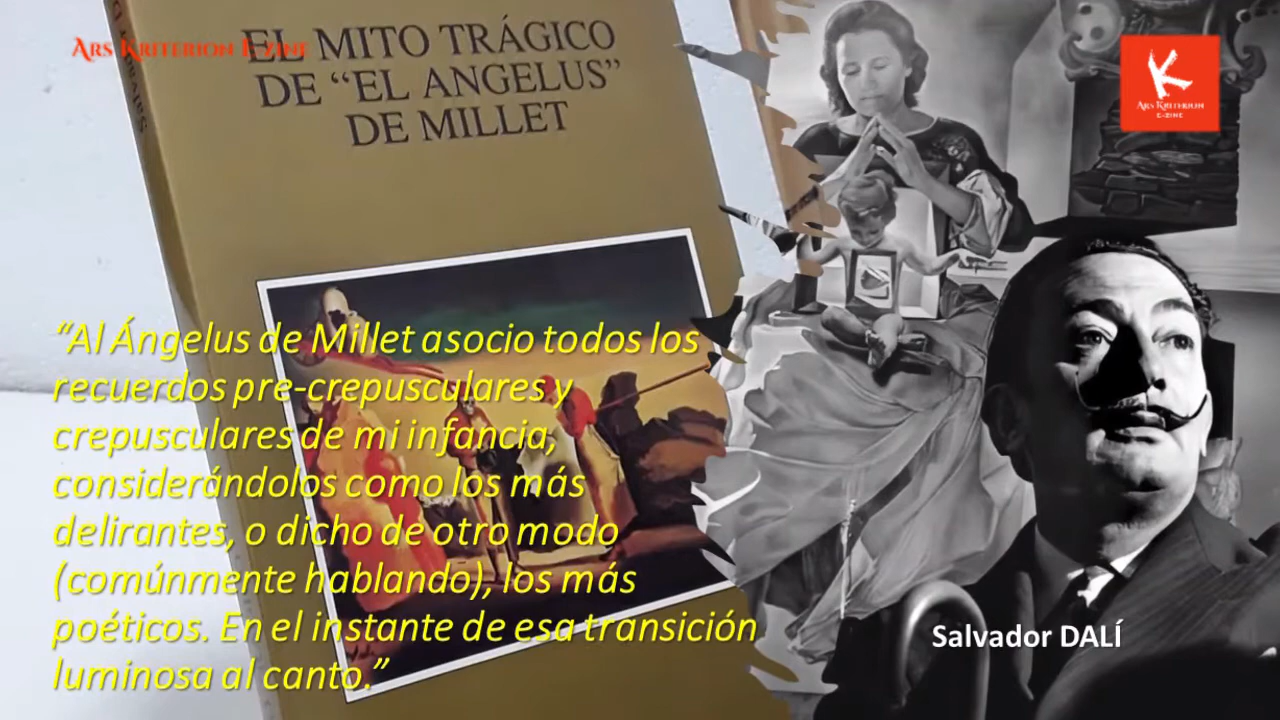 ARS KRITERION E-ZINE
EL MITO TRÁGICO
DE “EL ANGELUS”
DE MILLET
ARS KRITERION
E-ZINE
“Al Ángelus de Millet asocio todos los
recuerdos pre-crepusculares y
crepusculares de mi infancia,
considerándolos como los más
delirantes, o dicho de otro modo
(comúnmente hablando), los más
poéticos. En el instante de esa transición
luminosa al canto.”
Salvador DALÍ